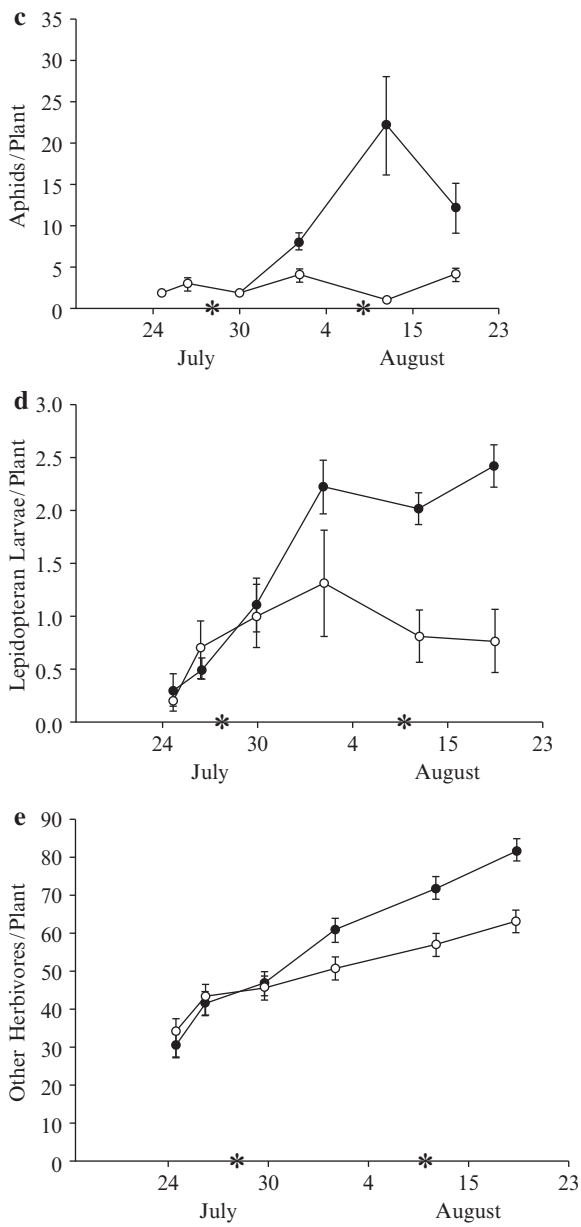 c
35
30
25
20
15
10
5
0
Aphids/Plant
* *
24 30 4 15 23
July August
d
3.0
2.5
2.0
1.5
1.0
0.5
0.0
Lepidopteran Larvae/Plant
* *
24 30 4 15 23
July August
e
90
80
70
60
50
40
30
20
10
0
Other Herbivores/Plant
* *
24 30 4 15 23
July August